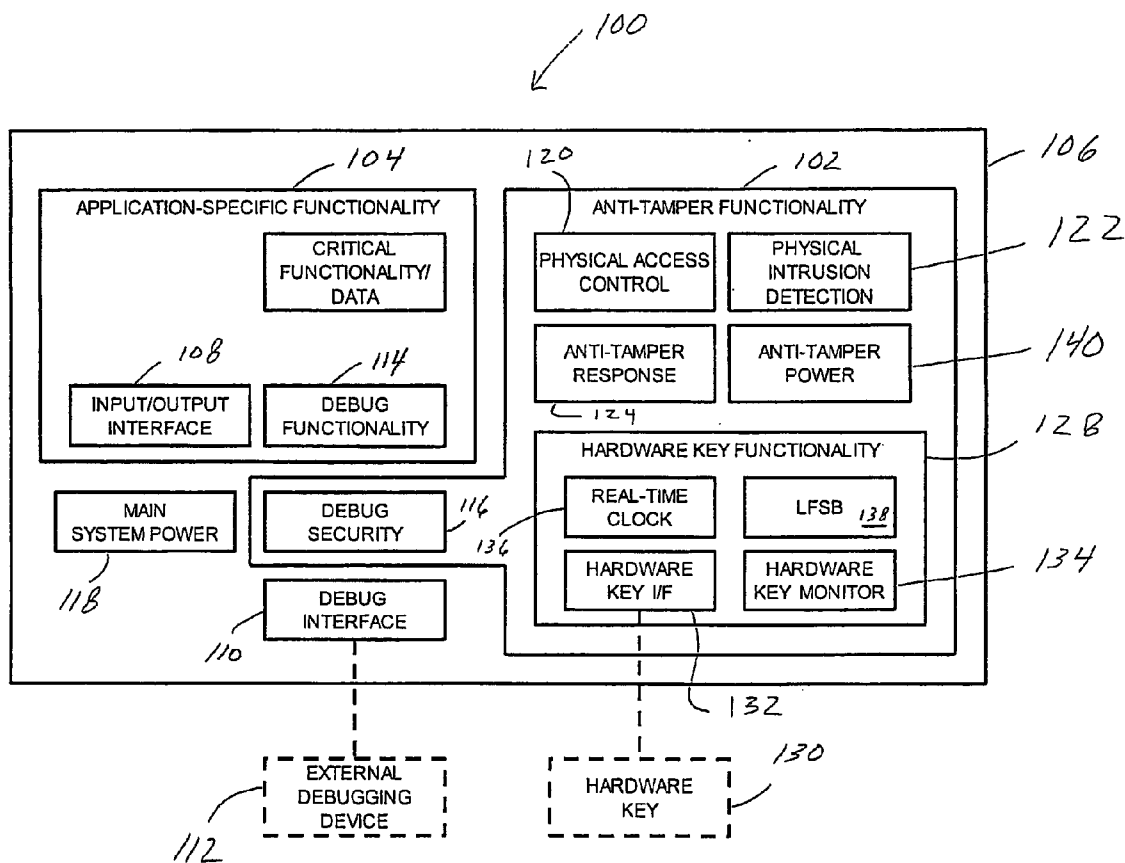 100
106
104
120
102
APPLICATION-SPECIFIC FUNCTIONALITY
ANTI-TAMPER FUNCTIONALITY
CRITICAL
FUNCTIONALITY/
DATA
PHYSICAL ACCESS
CONTROL
PHYSICAL
INTRUSION
DETECTION
122
108
114
INPUT/OUTPUT
INTERFACE
DEBUG
FUNCTIONALITY
ANTI-TAMPER
RESPONSE
124
ANTI-TAMPER
POWER
140
HARDWARE KEY FUNCTIONALITY
128
MAIN
SYSTEM POWER
118
DEBUG
SECURITY
116
136
REAL-TIME
CLOCK
LFSB 138
DEBUG
INTERFACE
110
HARDWARE
KEY I/F
HARDWARE
KEY MONITOR
134
132
EXTERNAL
DEBUGGING
DEVICE
112
HARDWARE
KEY
130